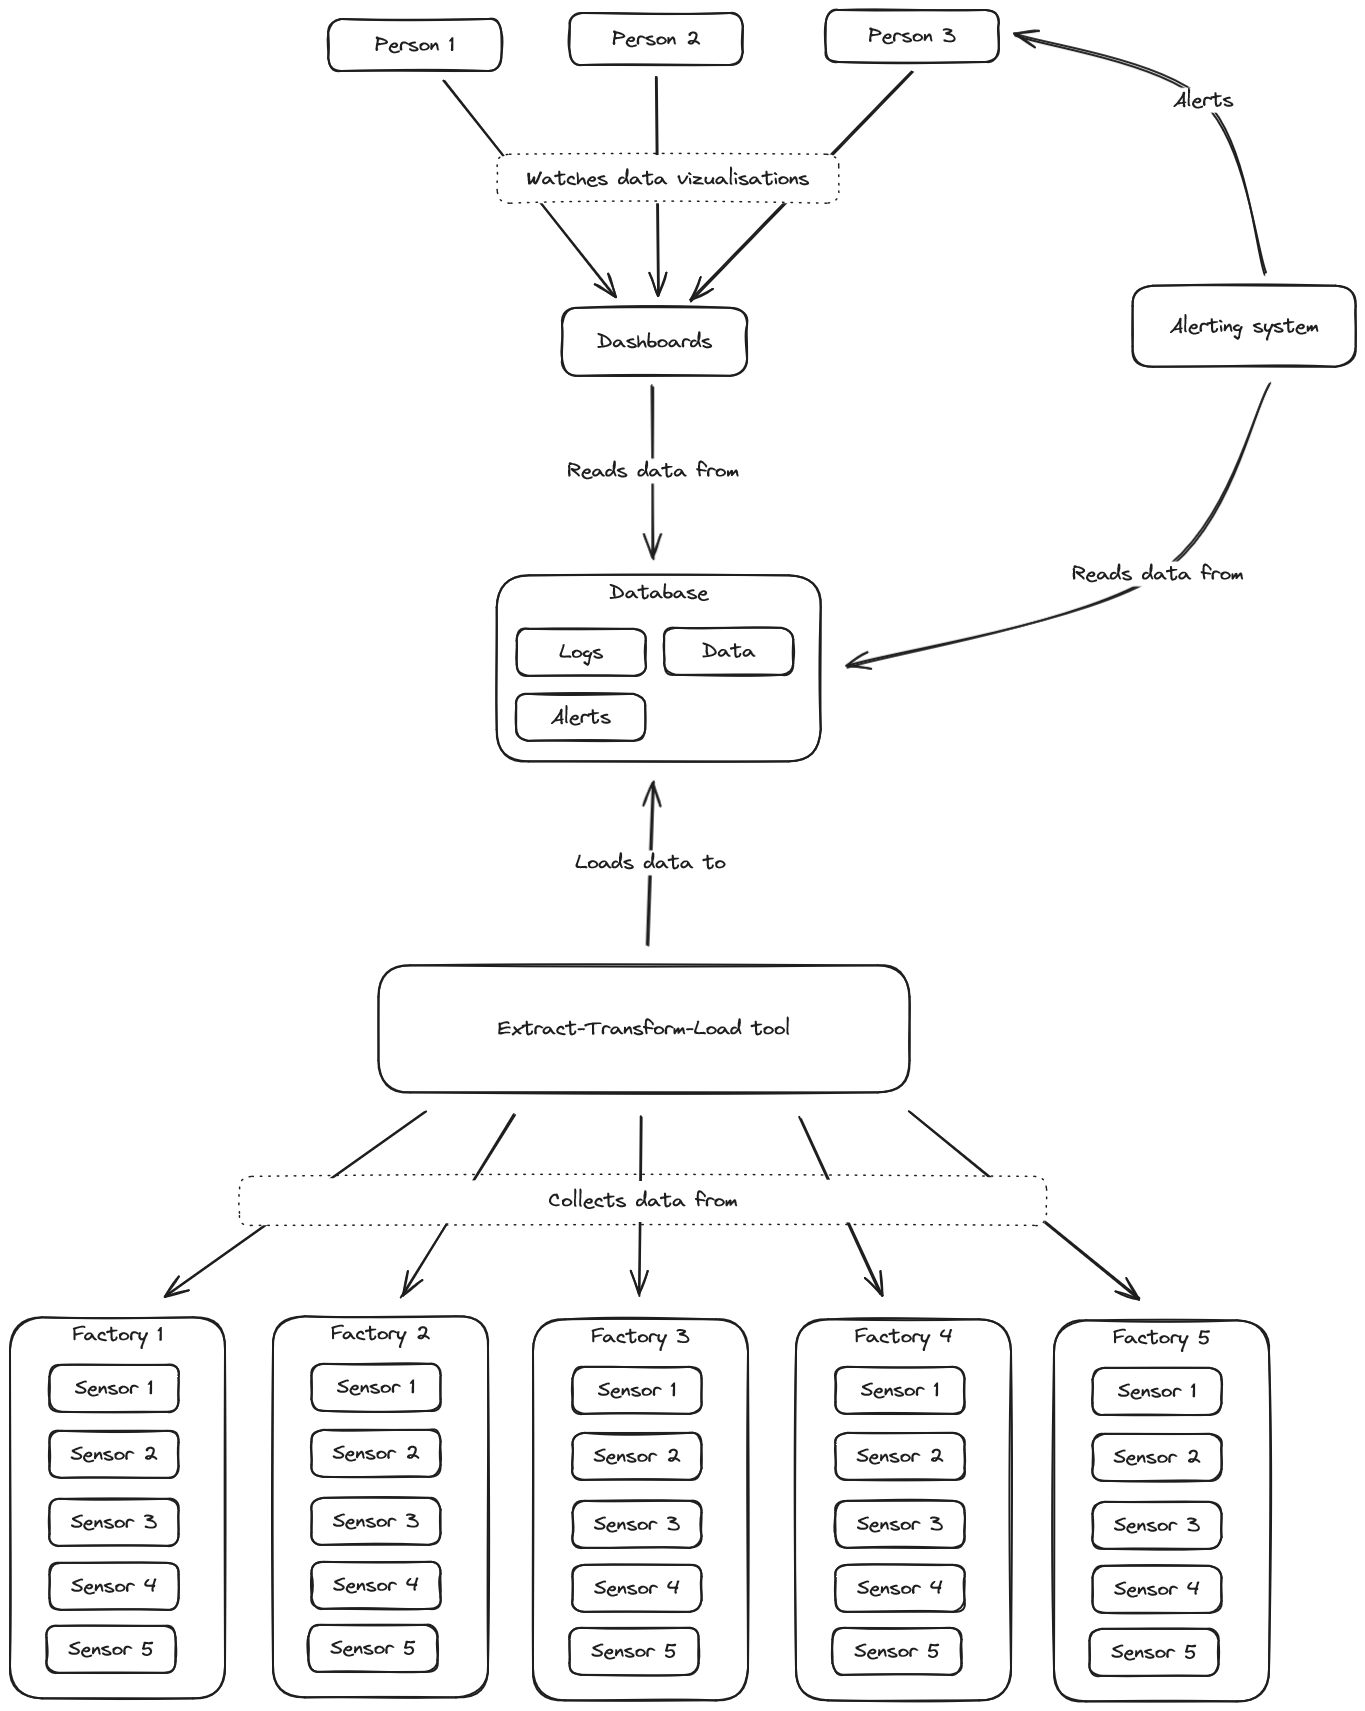 Person 1
Person 2
Person 3
Alerts
Watches data vizualisations
Dashboards
Alerting system
Reads data from
Reads data from
Database
Logs
Data
Alerts
Loads data to
Extract-Transform-Load tool
Collects data from
Factory 1
Sensor 1
Sensor 2
Sensor 3
Sensor 4
Sensor 5
Factory 2
Sensor 1
Sensor 2
Sensor 3
Sensor 4
Sensor 5
Factory 3
Sensor 1
Sensor 2
Sensor 3
Sensor 4
Sensor 5
Factory 4
Sensor 1
Sensor 2
Sensor 3
Sensor 4
Sensor 5
Factory 5
Sensor 1
Sensor 2
Sensor 3
Sensor 4
Sensor 5